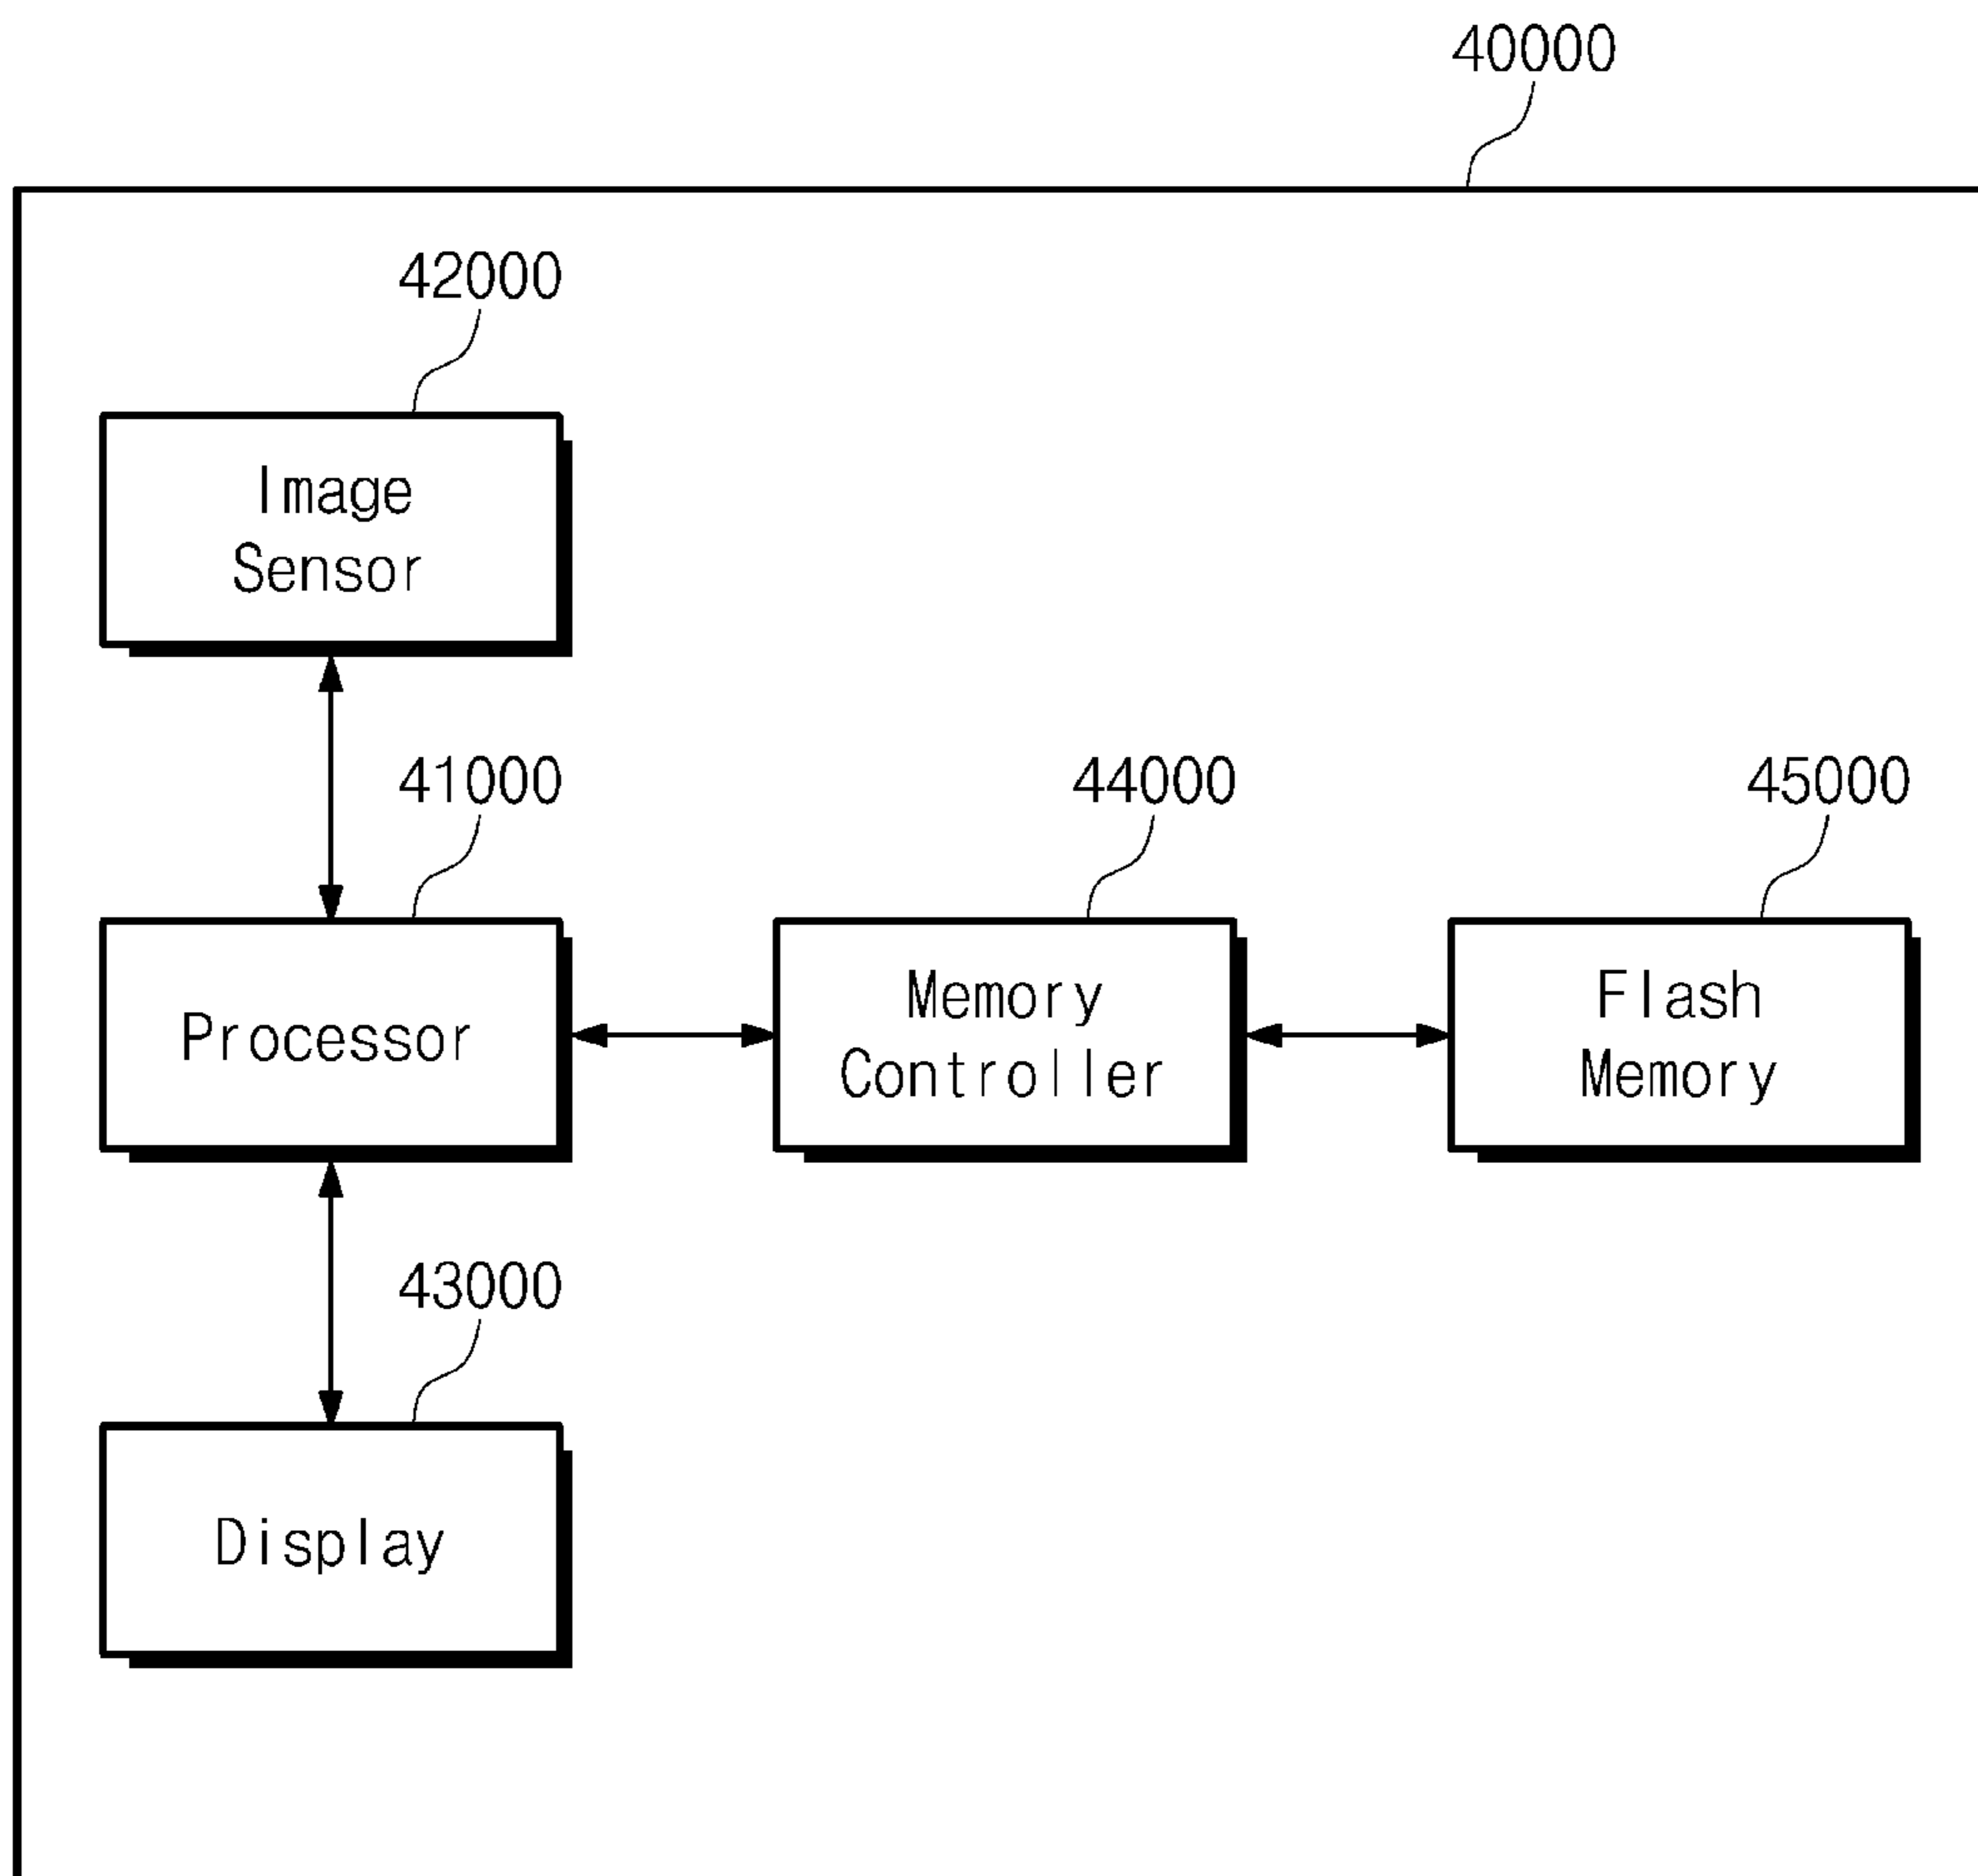 40000
42000
Image
Sensor
41000
44000
45000
Processor
Memory
Controller
Flash
Memory
43000
Display